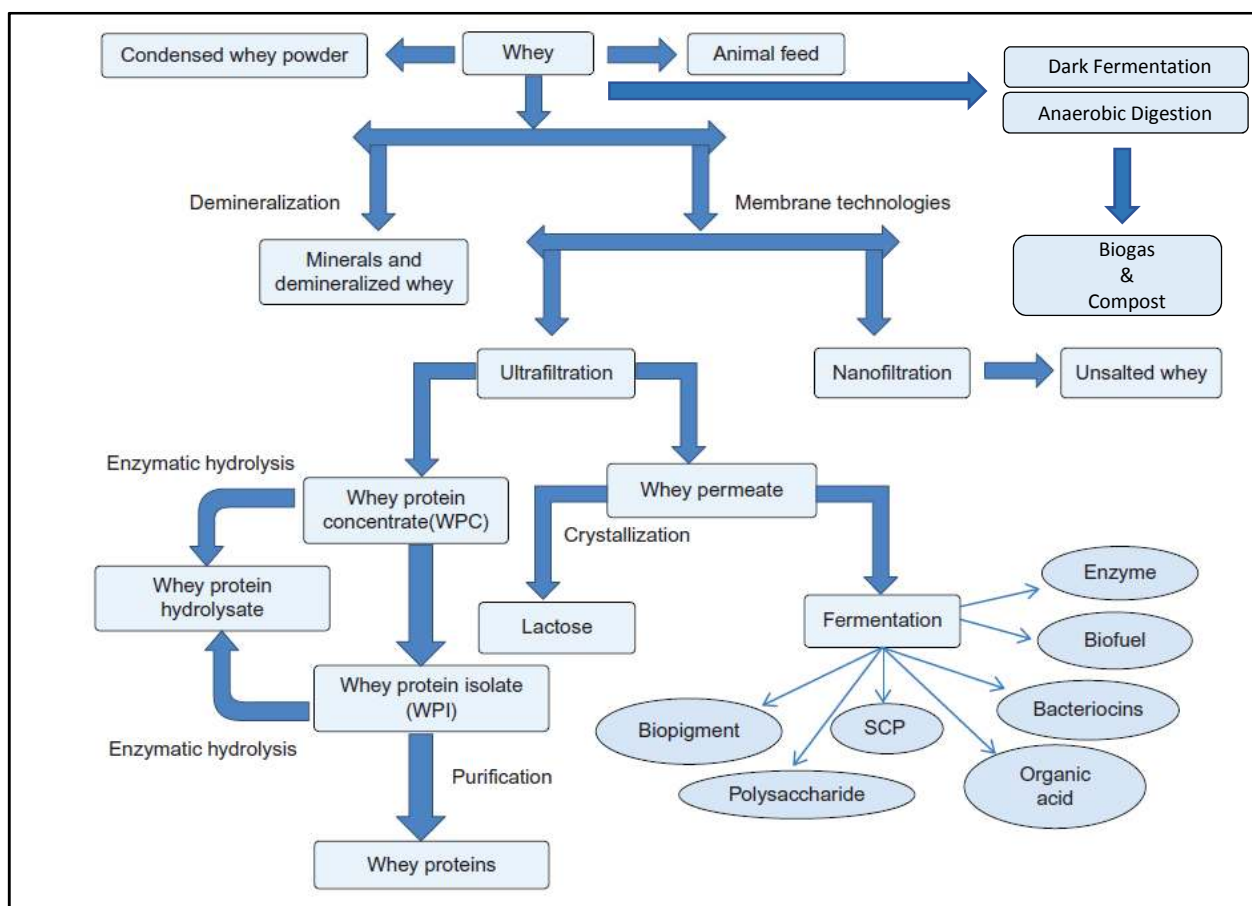 Condensed whey powder
Whey
Animal feed
Dark Fermentation
Anaerobic Digestion
Demineralization
Membrane technologies
Minerals and
demineralized whey
Biogas
&
Compost
Ultrafiltration
Nanofiltration
Unsalted whey
Enzymatic hydrolysis
Whey protein
concentrate(WPC)
Whey permeate
Crystallization
Whey protein
hydrolysate
Lactose
Fermentation
Enzyme
Biofuel
Whey protein isolate
(WPI)
Bacteriocins
Biopigment
SCP
Enzymatic hydrolysis
Organic
acid
Polysaccharide
Purification
Whey proteins